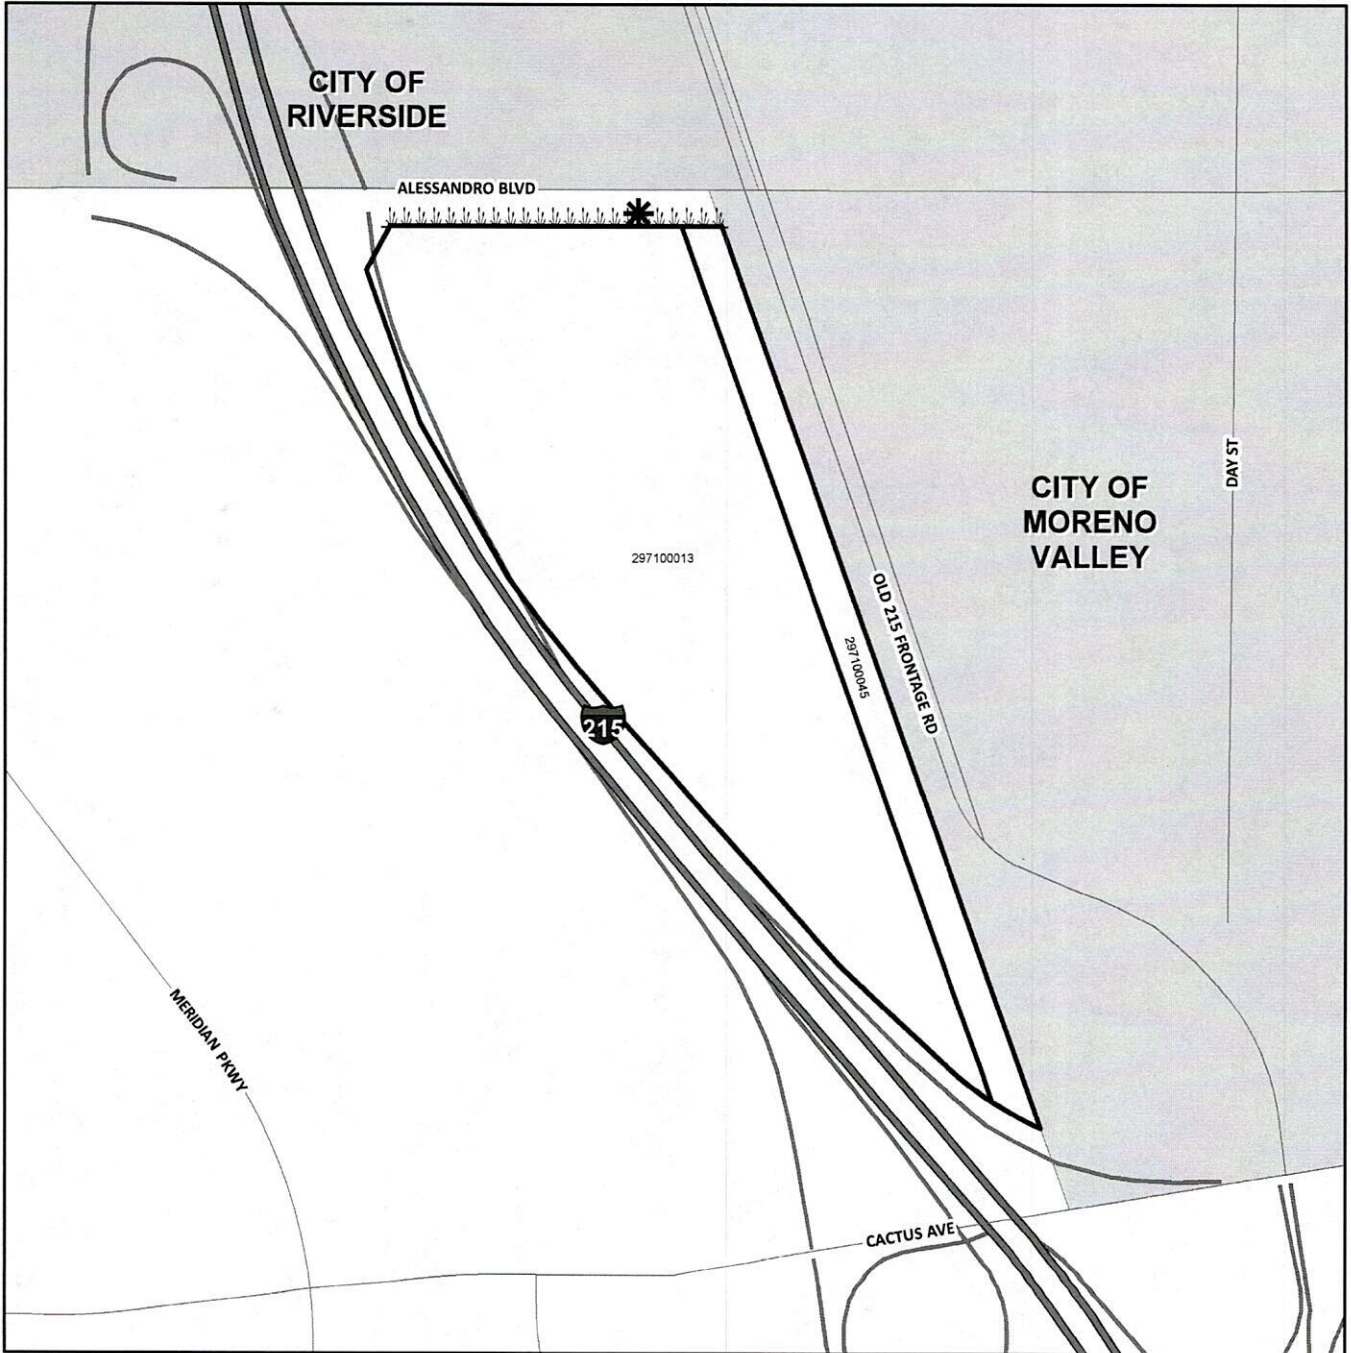 CITY OF
RIVERSIDE
ALESSANDRO BLVD
DAY ST
CITY OF
MORENO
VALLEY
297100013
OLD 215 FRONTAGE RD
297100045
215
MERIDIAN PKWY
CACTUS AVE